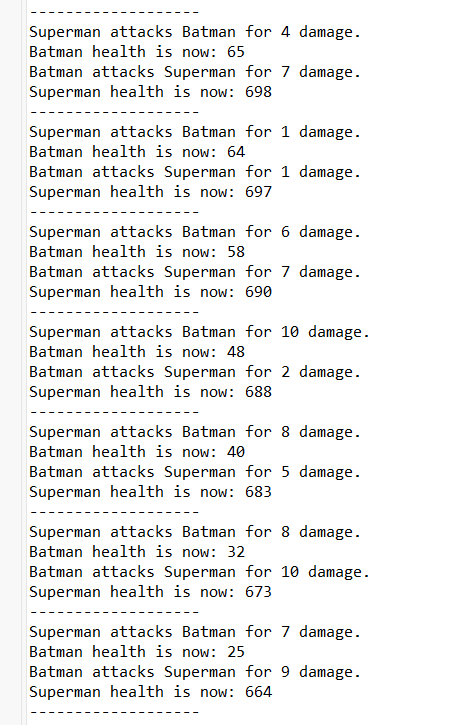 -------------------
Superman attacks Batman for 4 damage.
Batman health is now: 65
Batman attacks Superman for 7 damage.
Superman health is now: 698
-------------------
Superman attacks Batman for 1 damage.
Batman health is now: 64
Batman attacks Superman for 1 damage.
Superman health is now: 697
-------------------
Superman attacks Batman for 6 damage.
Batman health is now: 58
Batman attacks Superman for 7 damage.
Superman health is now: 690
-------------------
Superman attacks Batman for 10 damage.
Batman health is now: 48
Batman attacks Superman for 2 damage.
Superman health is now: 688
-------------------
Superman attacks Batman for 8 damage.
Batman health is now: 40
Batman attacks Superman for 5 damage.
Superman health is now: 683
-------------------
Superman attacks Batman for 8 damage.
Batman health is now: 32
Batman attacks Superman for 10 damage.
Superman health is now: 673
-------------------
Superman attacks Batman for 7 damage.
Batman health is now: 25
Batman attacks Superman for 9 damage.
Superman health is now: 664
-------------------